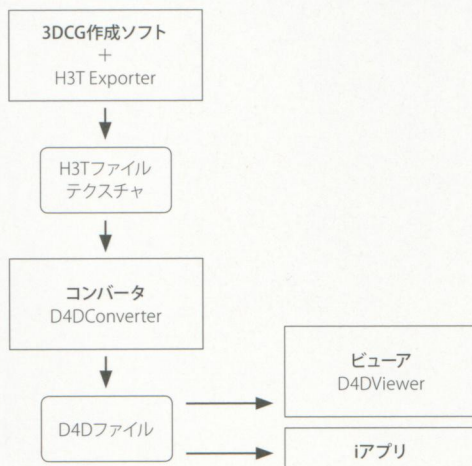 3DCG作成ソフト
+
H3T Exporter
H3Tファイル
テクスチャ
コンバータ
D4DConverter
D4Dファイル
ビューア
D4DViewer
iアプリ